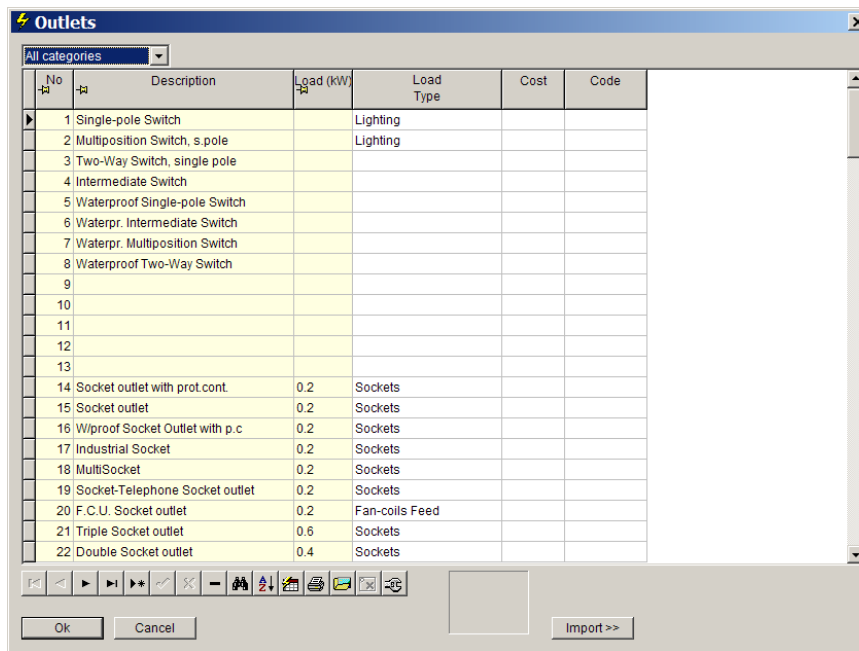 Outlets
All categories
No Description Load (kW) Load Type Cost Code
1 Single-pole Switch Lighting
2 Multiposition Switch, s.pole Lighting
3 Two-Way Switch, single pole
4 Intermediate Switch
5 Waterproof Single-pole Switch
6 Waterpr. Intermediate Switch
7 Waterpr. Multiposition Switch
8 Waterproof Two-Way Switch
9
10
11
12
13
14 Socket outlet with prot.cont. 0.2 Sockets
15 Socket outlet 0.2 Sockets
16 W/proof Socket Outlet with p.c 0.2 Sockets
17 Industrial Socket 0.2 Sockets
18 MultiSocket 0.2 Sockets
19 Socket-Telephone Socket outlet 0.2 Sockets
20 F.C.U. Socket outlet 0.2 Fan-coils Feed
21 Triple Socket outlet 0.6 Sockets
22 Double Socket outlet 0.4 Sockets
Ok Cancel Import >>